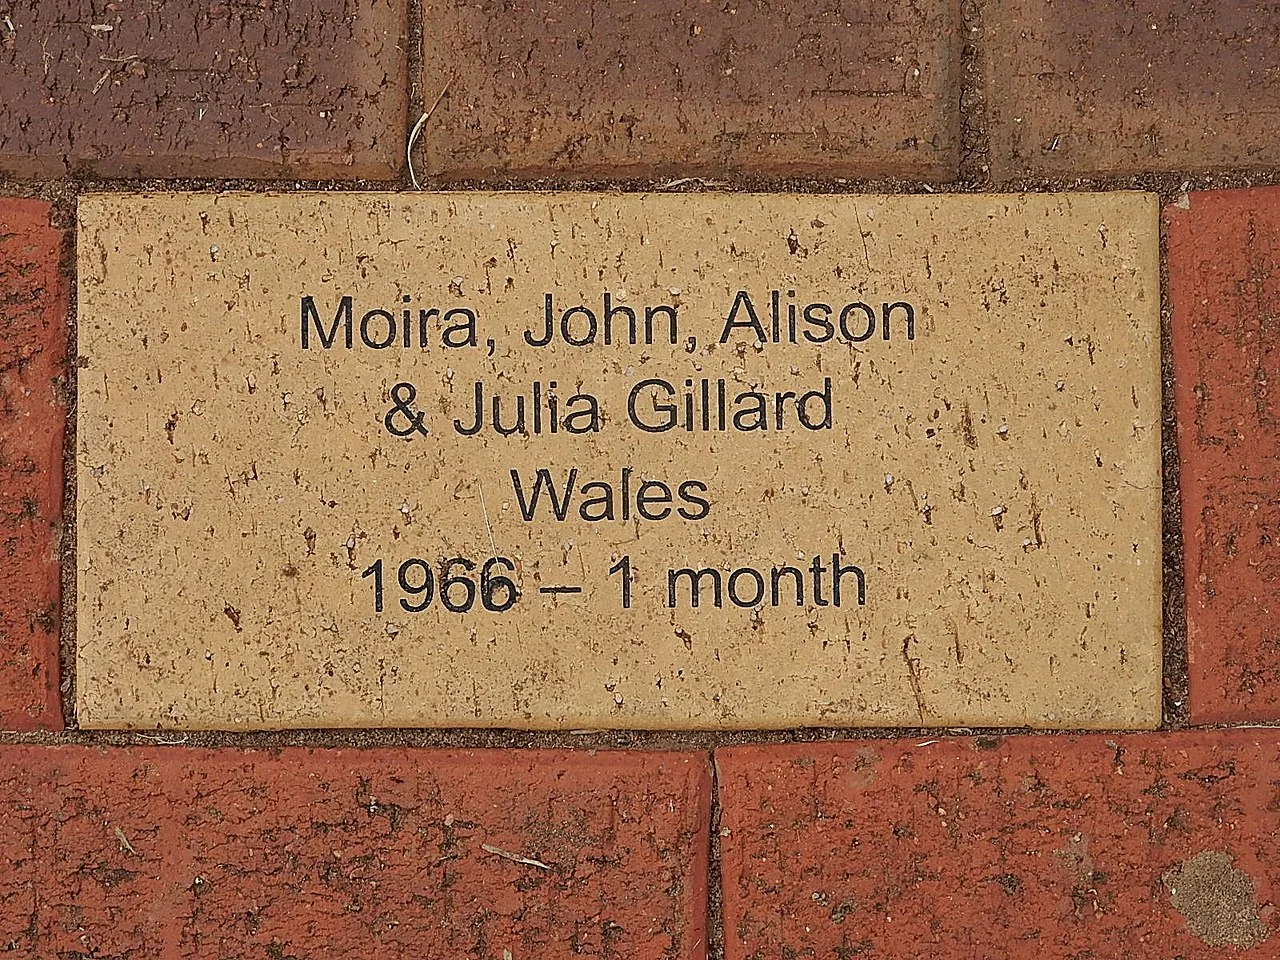 Moira, John, Alison
& Julia Gillard
Wales
1966 – 1 month